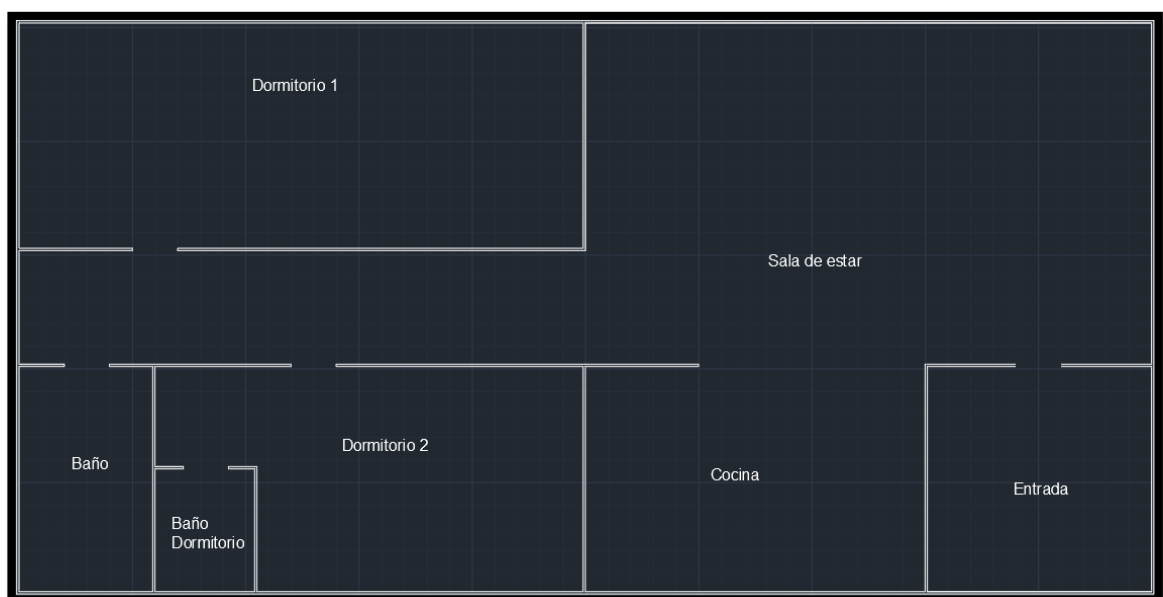 Dormitorio 1
Sala de estar
Dormitorio 2
Baño
Cocina
Entrada
Baño
Dormitorio